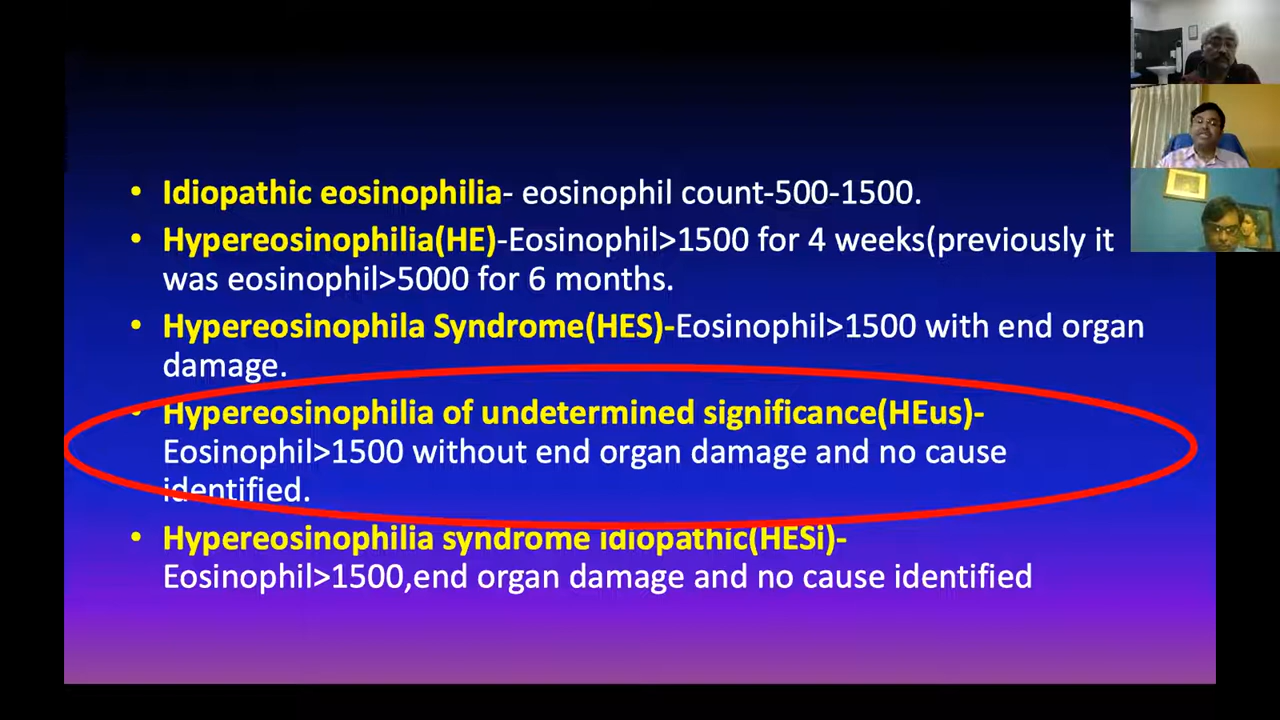 • Idiopathic eosinophilia- eosinophil count-500-1500.
• Hypereosinophilia(HE)-Eosinophil>1500 for 4 weeks(previously it
was eosinophil>5000 for 6 months.
• Hypereosinophila Syndrome(HES)-Eosinophil>1500 with end organ
damage.
• Hypereosinophilia of undetermined significance(HEus)-
Eosinophil>1500 without end organ damage and no cause
identified.
• Hypereosinophilia syndrome idiopathic(HESi)-
Eosinophil>1500,end organ damage and no cause identified